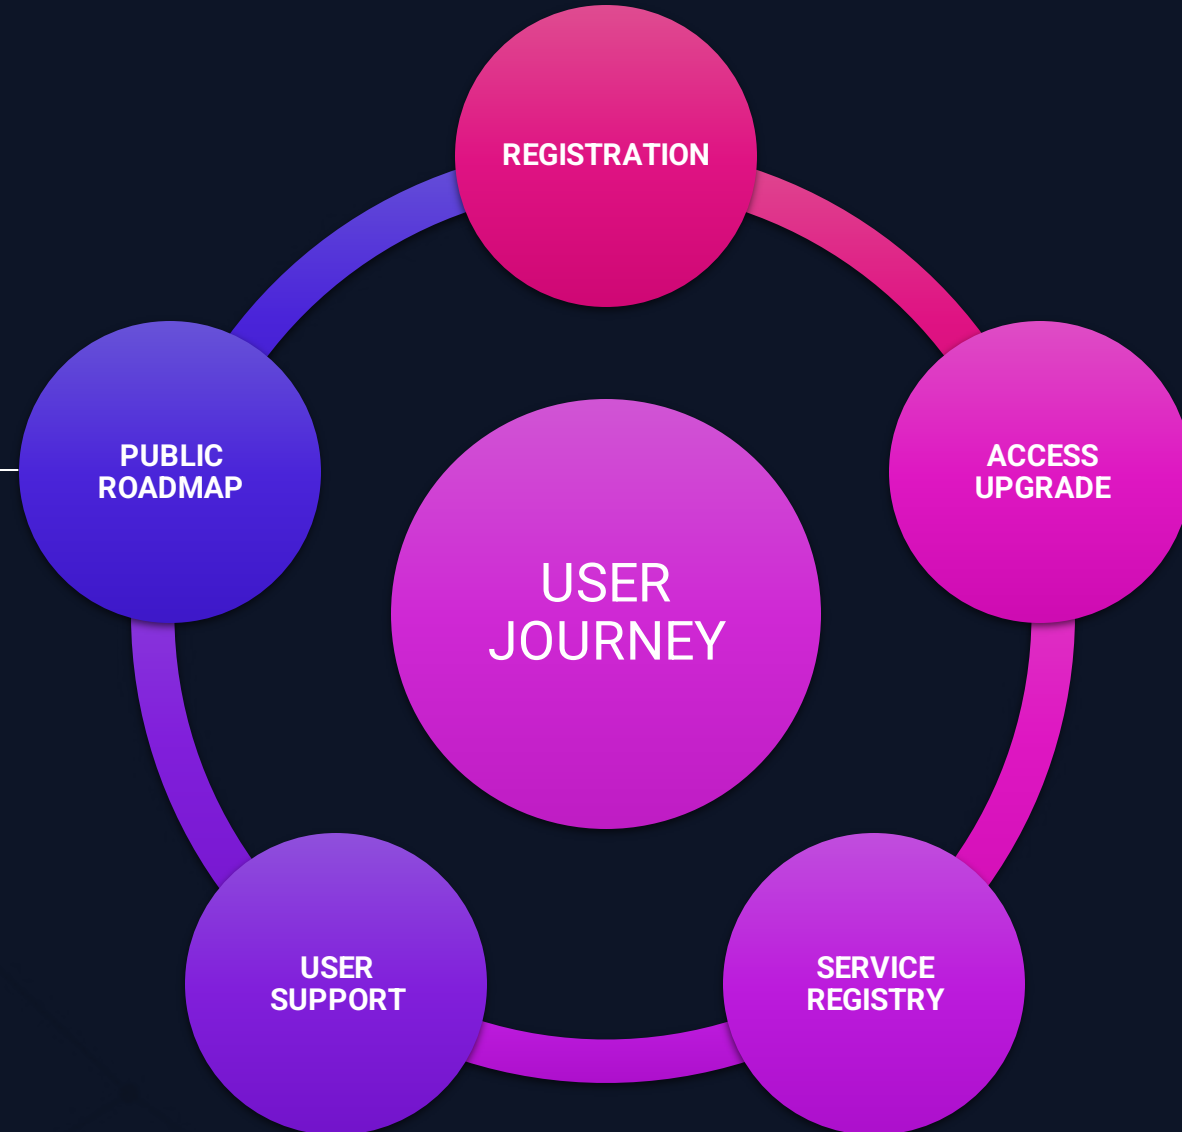 REGISTRATION
PUBLIC
ROADMAP
ACCESS
UPGRADE
USER
JOURNEY
USER
SUPPORT
SERVICE
REGISTRY